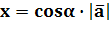 x = cosα · |a̅|